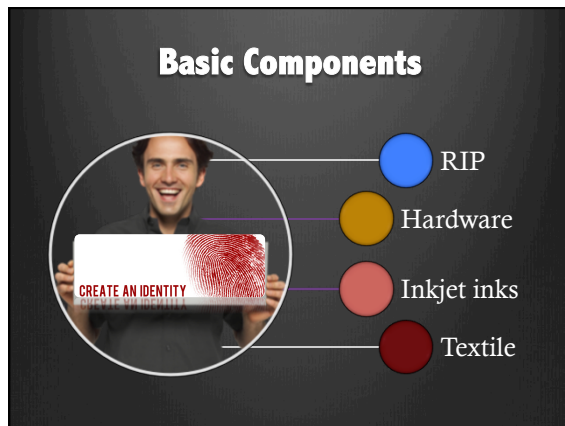 Basic Components
RIP
Hardware
CREATE AN IDENTITY
Inkjet inks
Textile